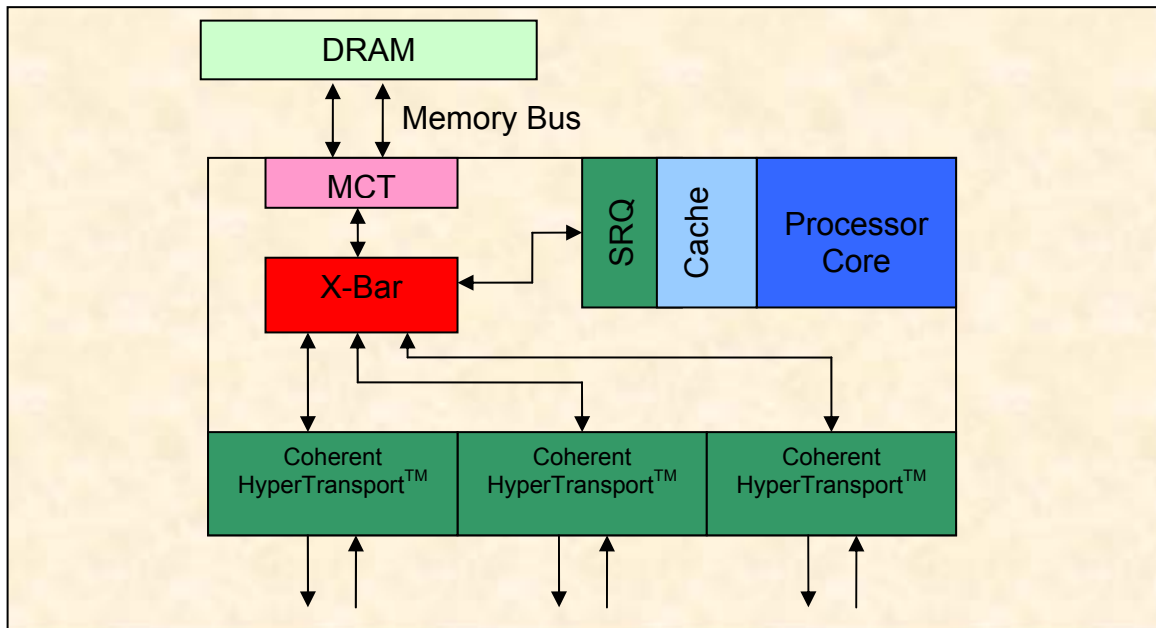 DRAM
Memory Bus
MCT
SRQ
Cache
Processor
Core
X-Bar
Coherent
HyperTransport™
Coherent
HyperTransport™
Coherent
HyperTransport™